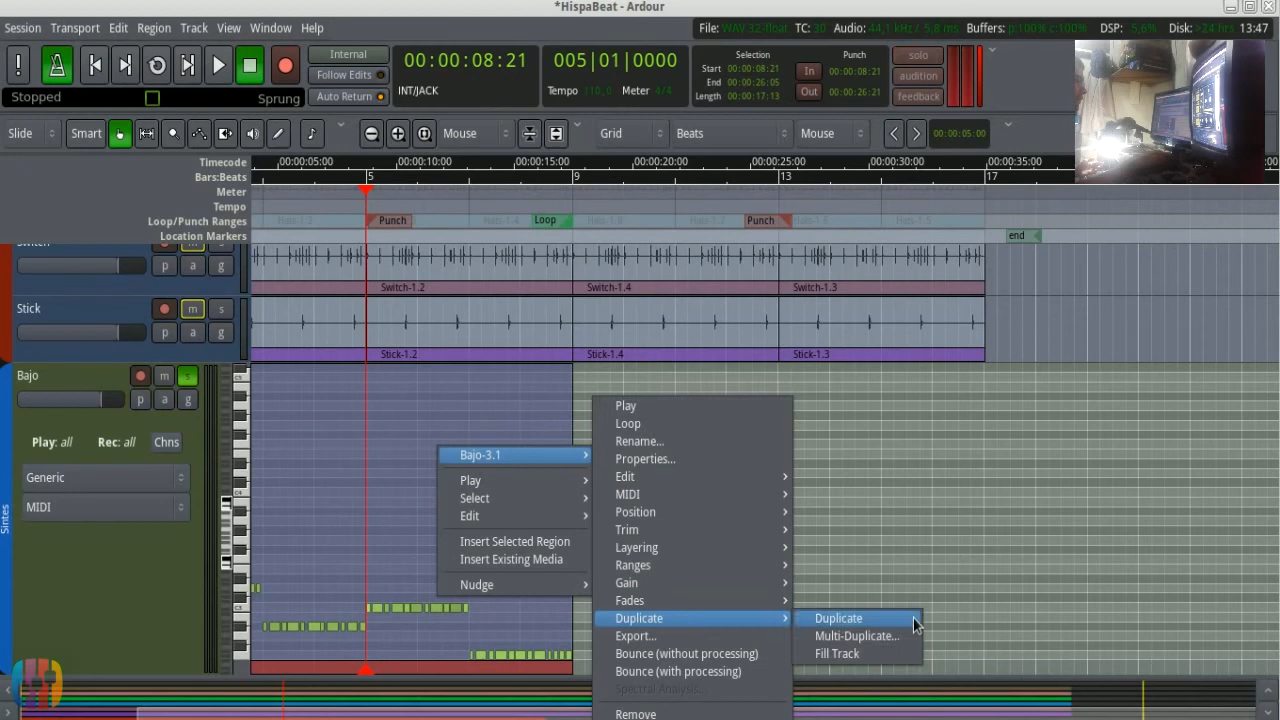 *HispaBeat - Ardour
Session Transport Edit Region Track View Window Help
File: WAV 32-float TC: 30 Audio: 44,1 kHz / 5,8 ms Buffers: p:100% c:100% DSP: 5,6% Disk: >24 hrs 13:47
Internal
Follow Edits
Auto Return
Stopped Sprung
00:00:08:21
INT/JACK
005|01|0000
Tempo 110,0 Meter 4/4
Selection
Start 00:00:08:21
End 00:00:26:05
Length 00:00:17:13
Punch
In 00:00:08:21
Out 00:00:26:21
solo
audition
feedback
Slide Smart Mouse Grid Beats Mouse 00:00:05:00
Timecode 00:00:05:00 00:00:10:00 00:00:15:00 00:00:20:00 00:00:25:00 00:00:30:00 00:00:35:00
Bars:Beats 5 9 13 17
Meter
Tempo
Loop/Punch Ranges Punch Loop Punch
Location Markers end
Switch
p a g
Switch-1.2 Switch-1.4 Switch-1.3
Stick m s
p a g
Stick-1.2 Stick-1.4 Stick-1.3
Bajo m s
p a g
Play: all Rec: all Chns
Generic
MIDI
Sintes
C5
C4
C3
Bajo-3.1
Play
Select
Edit
Insert Selected Region
Insert Existing Media
Nudge
Play
Loop
Rename...
Properties...
Edit
MIDI
Position
Trim
Layering
Ranges
Gain
Fades
Duplicate
Export...
Bounce (without processing)
Bounce (with processing)
Spectral Analysis...
Remove
Duplicate
Multi-Duplicate...
Fill Track